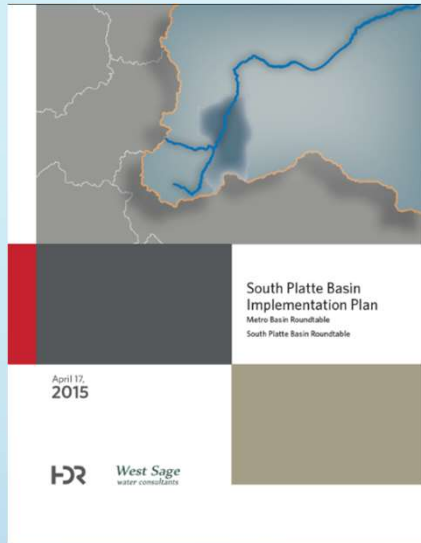 South Platte Basin
Implementation Plan
Metro Basin Roundtable
South Platte Basin Roundtable
April 17,
2015
HDR
West Sage
water consultants